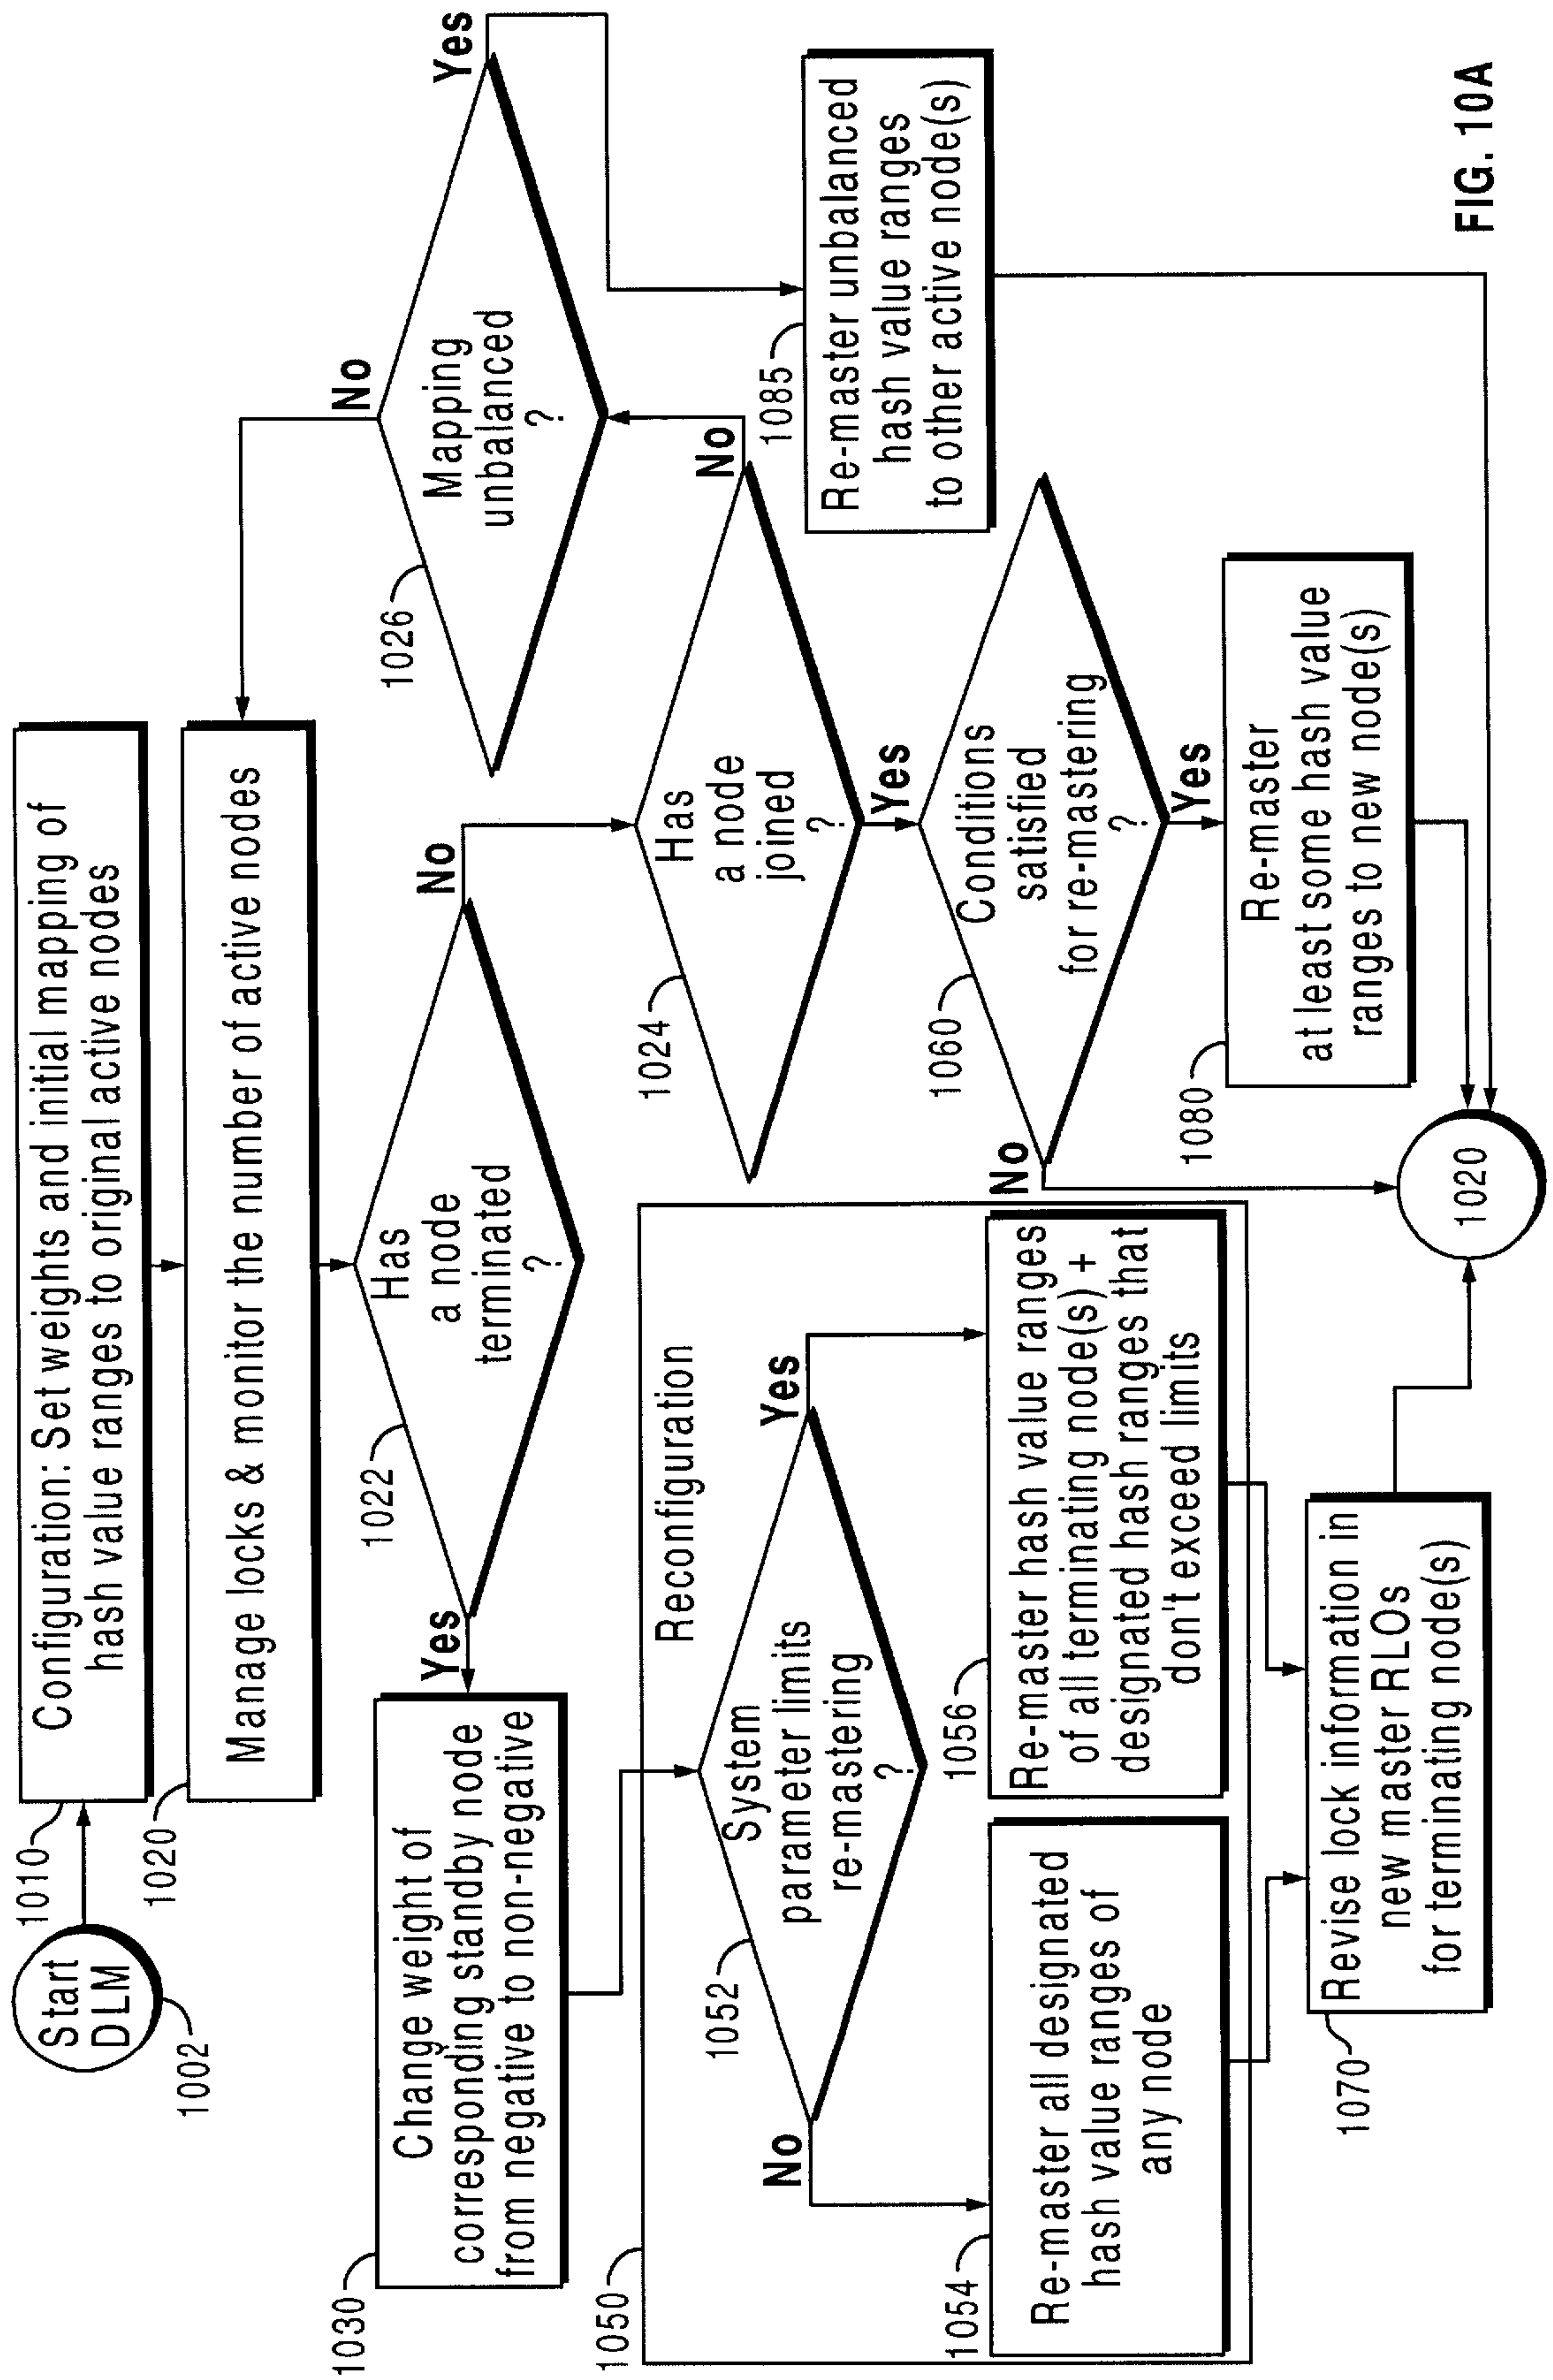 Start
DLM
1002
1010
Configuration: Set weights and initial mapping of
hash value ranges to original active nodes
1020
Manage locks & monitor the number of active nodes
1022
Has
a node
terminated
?
Yes
No
1030
Change weight of
corresponding standby node
from negative to non-negative
1024
Has
a node
joined
?
No
Yes
1026
Mapping
unbalanced
?
No
Yes
1085
Re-master unbalanced
hash value ranges
to other active node(s)
1050
Reconfiguration
1052
System
parameter limits
re-mastering
?
No
Yes
1054
Re-master all designated
hash value ranges of
any node
1056
Re-master hash value ranges
of all terminating node(s) +
designated hash ranges that
don't exceed limits
1060
Conditions
satisfied
for re-mastering
?
No
Yes
1080
Re-master
at least some hash value
ranges to new node(s)
1070
Revise lock information in
new master RLOs
for terminating node(s)
1020
FIG. 10A